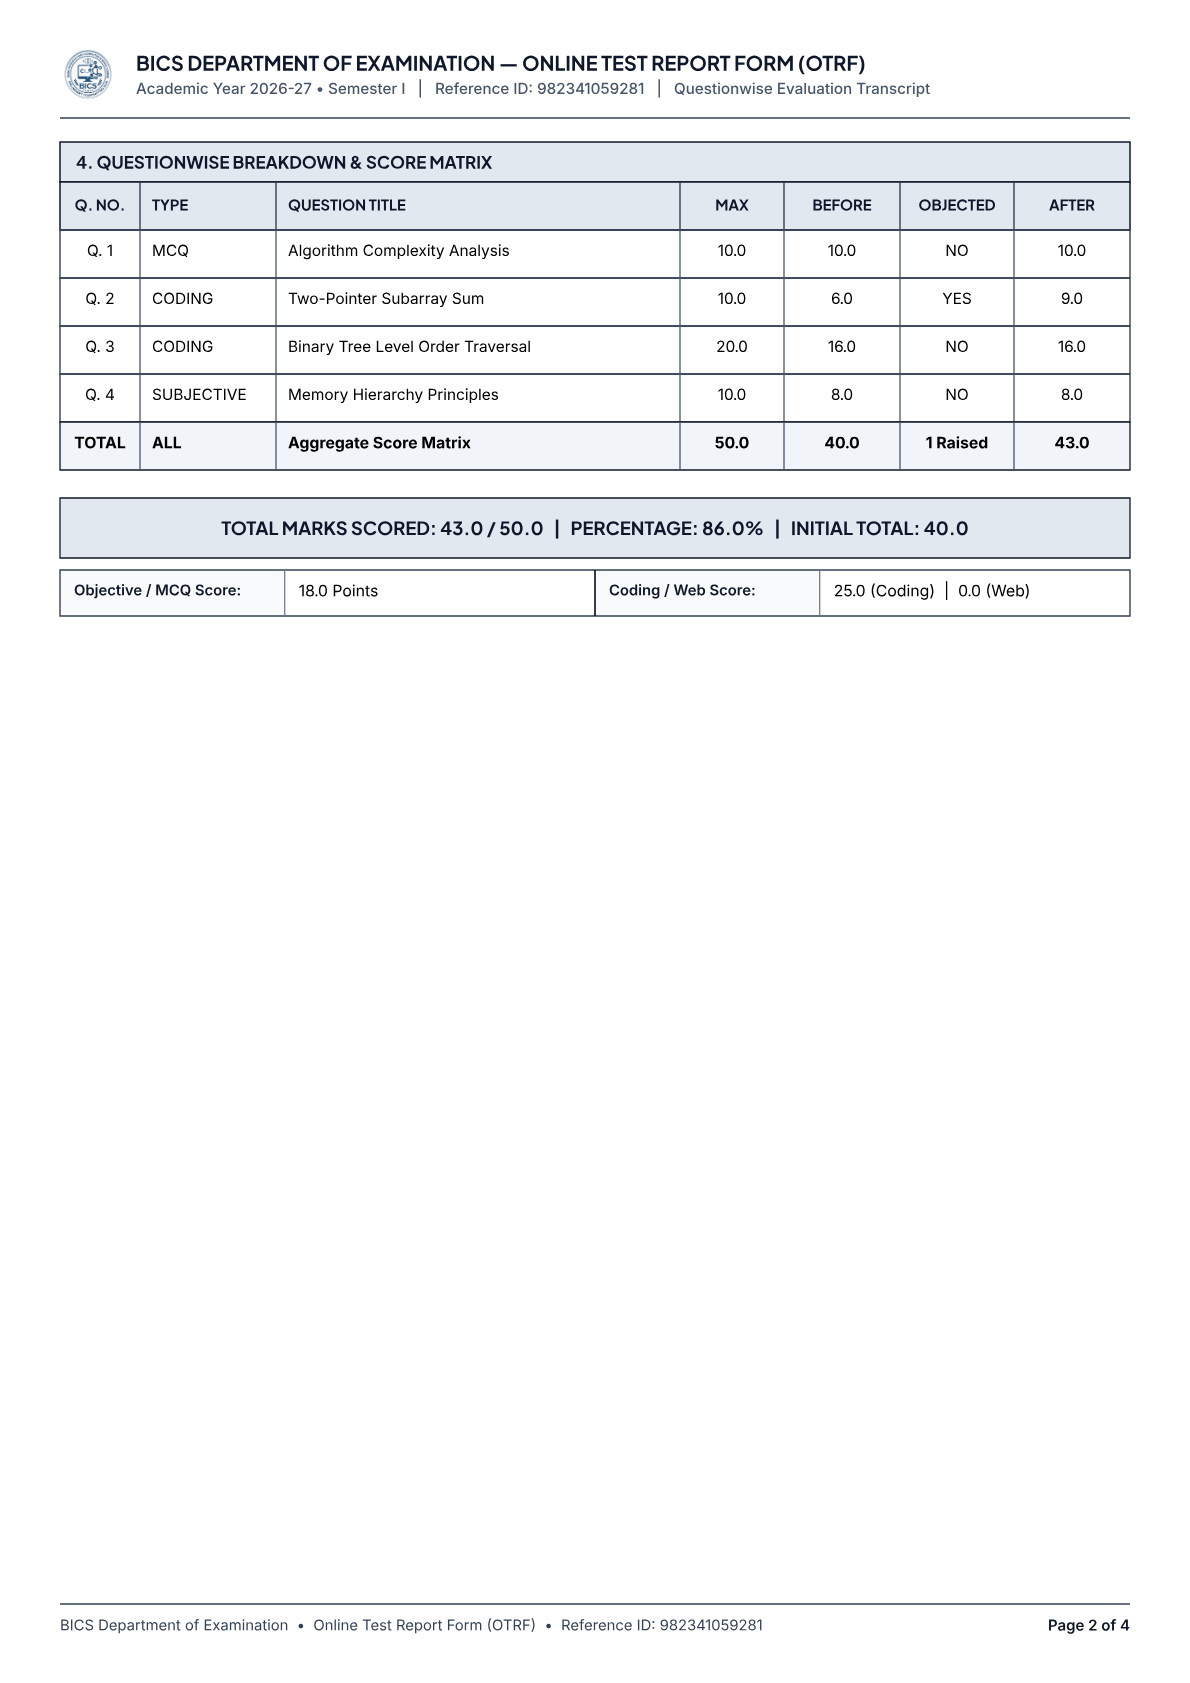 BICS
BICS DEPARTMENT OF EXAMINATION — ONLINE TEST REPORT FORM (OTRF)
Academic Year 2026-27 • Semester I | Reference ID: 982341059281 | Questionwise Evaluation Transcript
4. QUESTIONWISE BREAKDOWN & SCORE MATRIX
Q. NO. TYPE QUESTION TITLE MAX BEFORE OBJECTED AFTER
Q. 1 MCQ Algorithm Complexity Analysis 10.0 10.0 NO 10.0
Q. 2 CODING Two-Pointer Subarray Sum 10.0 6.0 YES 9.0
Q. 3 CODING Binary Tree Level Order Traversal 20.0 16.0 NO 16.0
Q. 4 SUBJECTIVE Memory Hierarchy Principles 10.0 8.0 NO 8.0
TOTAL ALL Aggregate Score Matrix 50.0 40.0 1 Raised 43.0
TOTAL MARKS SCORED: 43.0 / 50.0 | PERCENTAGE: 86.0% | INITIAL TOTAL: 40.0
Objective / MCQ Score: 18.0 Points Coding / Web Score: 25.0 (Coding) | 0.0 (Web)
BICS Department of Examination • Online Test Report Form (OTRF) • Reference ID: 982341059281 Page 2 of 4